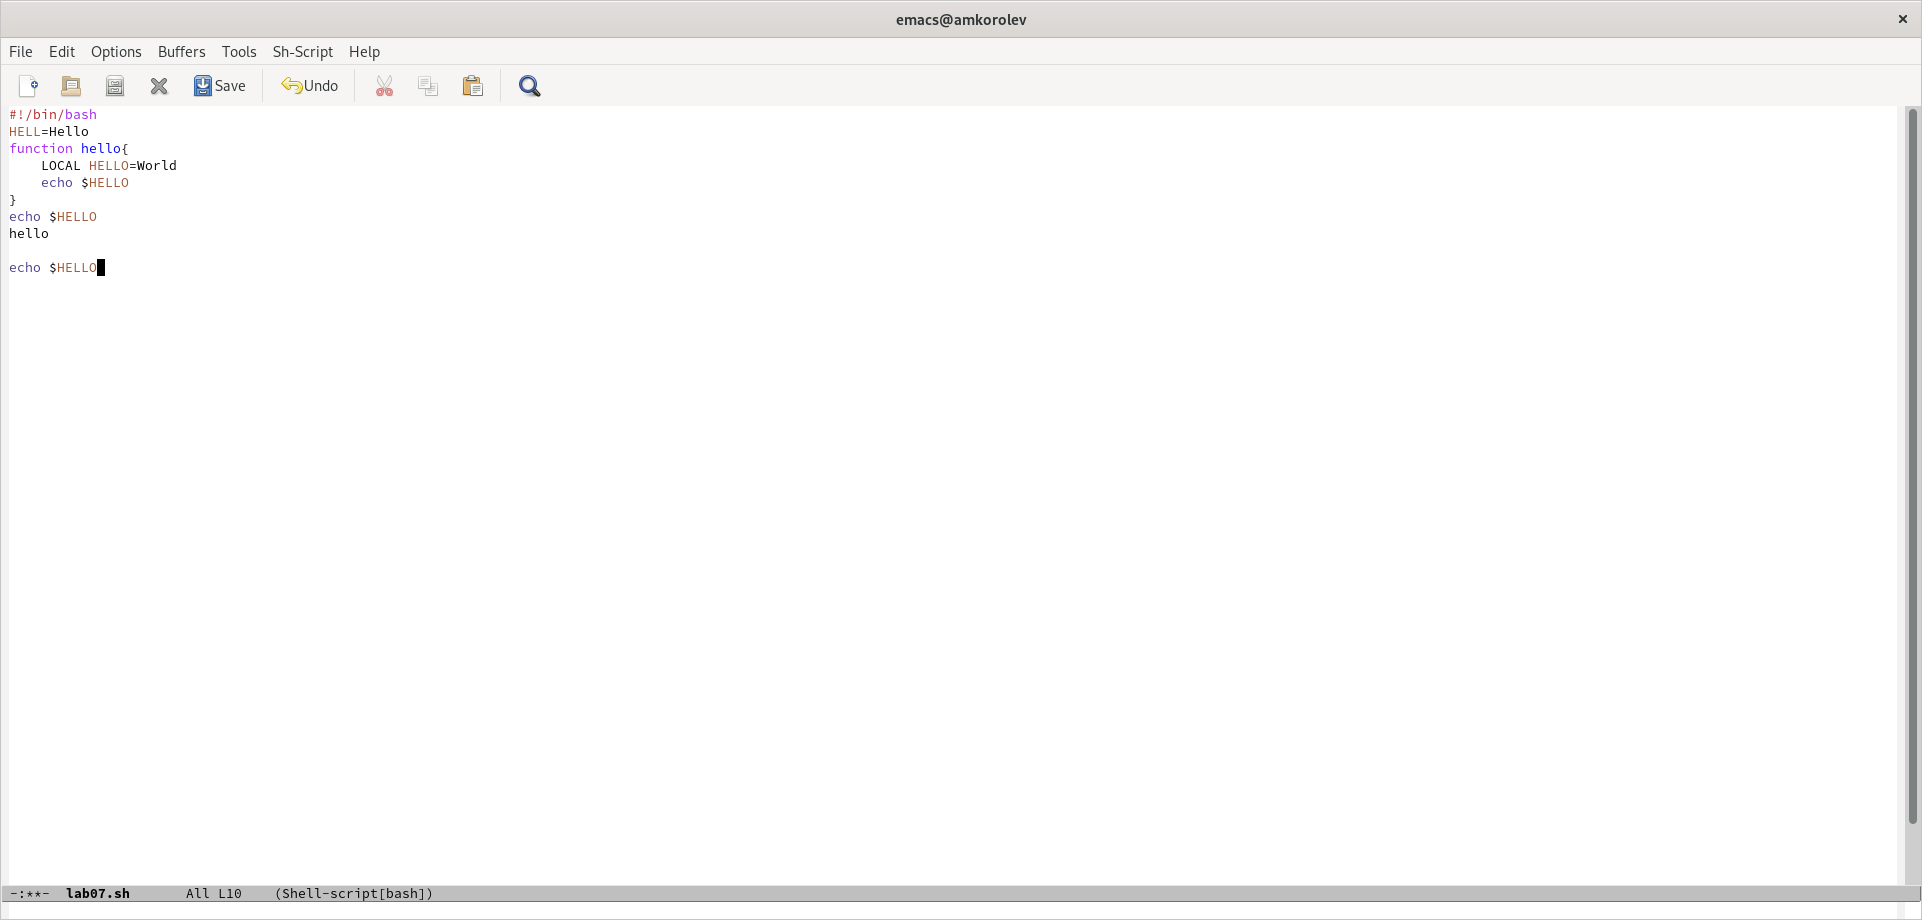 emacs@amkorolev
File Edit Options Buffers Tools Sh-Script Help
Save Undo
#!/bin/bash
HELL=Hello
function hello{
    LOCAL HELLO=World
    echo $HELLO
}
echo $HELLO
hello

echo $HELLO
-:**-  lab07.sh       All L10    (Shell-script[bash])